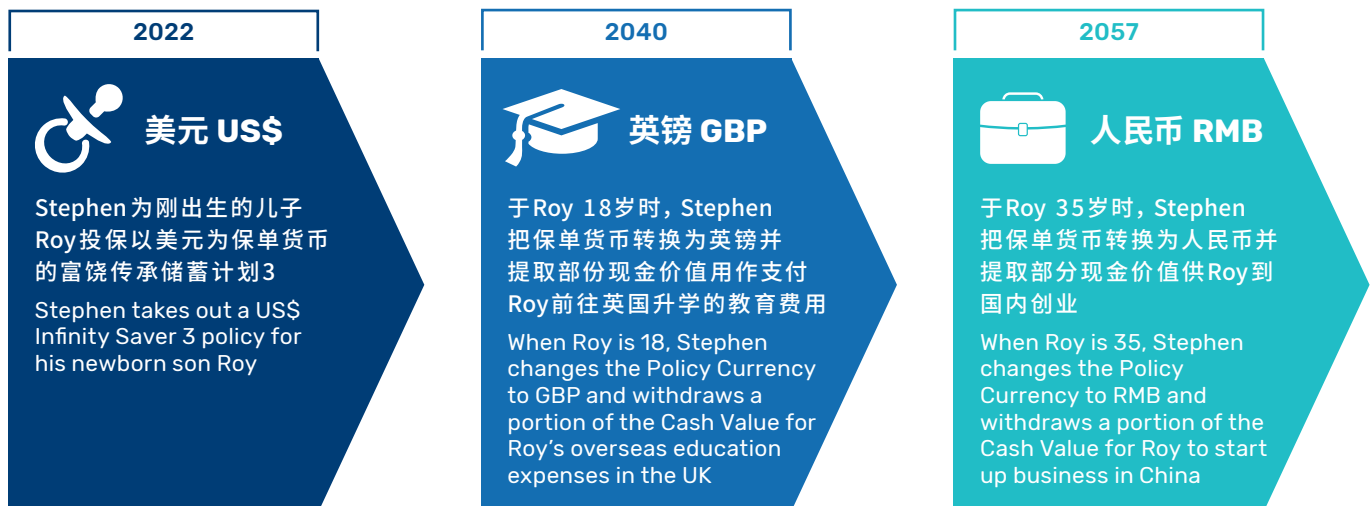 2022
美元 US$
Stephen为刚出生的儿子
Roy投保以美元为保单货币
的富饶传承储蓄计划3
Stephen takes out a US$
Infinity Saver 3 policy for
his newborn son Roy
2040
英镑 GBP
于Roy 18岁时, Stephen
把保单货币转换为英镑并
提取部份现金价值用作支付
Roy前往英国升学的教育费用
When Roy is 18, Stephen
changes the Policy Currency
to GBP and withdraws a
portion of the Cash Value for
Roy’s overseas education
expenses in the UK
2057
人民币 RMB
于Roy 35岁时, Stephen
把保单货币转换为人民币并
提取部分现金价值供Roy到
国内创业
When Roy is 35, Stephen
changes the Policy
Currency to RMB and
withdraws a portion of the
Cash Value for Roy to start
up business in China